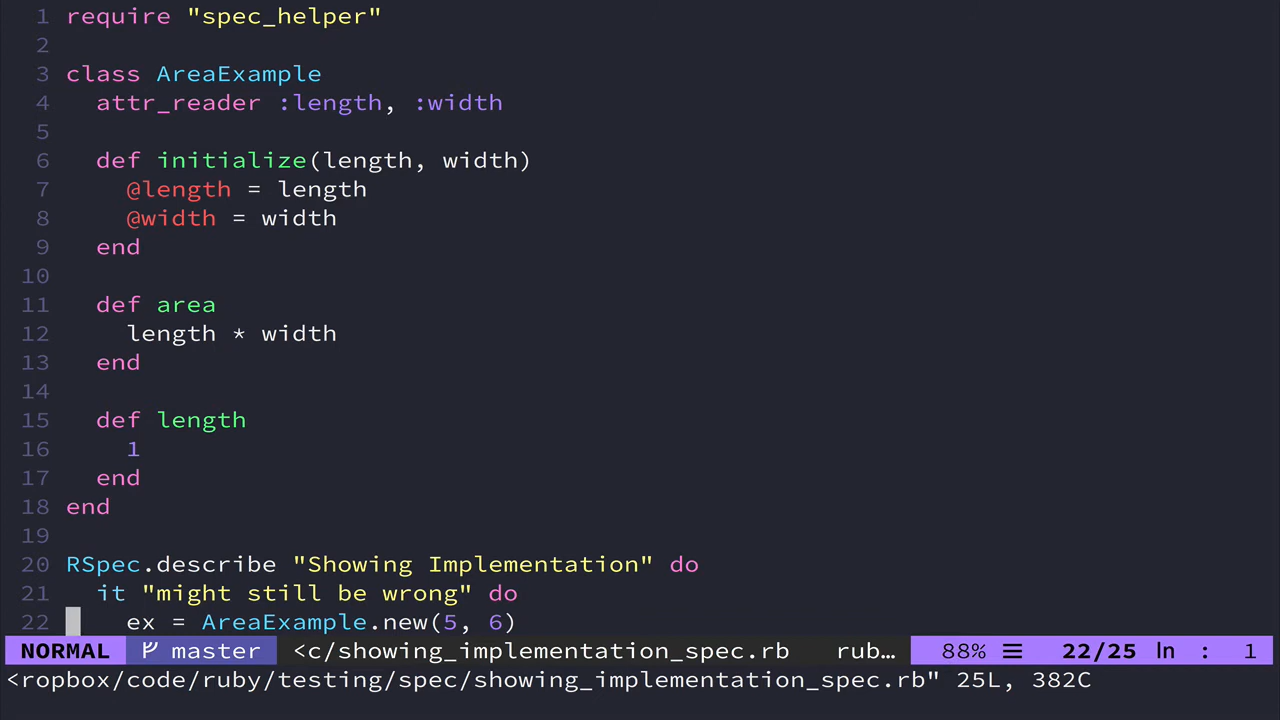 1 require "spec_helper"
2
3 class AreaExample
4   attr_reader :length, :width
5
6   def initialize(length, width)
7     @length = length
8     @width = width
9   end
10
11   def area
12     length * width
13   end
14
15   def length
16     1
17   end
18 end
19
20 RSpec.describe "Showing Implementation" do
21   it "might still be wrong" do
22     ex = AreaExample.new(5, 6)
NORMAL master <c/showing_implementation_spec.rb rub… 88% ☰ 22/25 ln : 1
<ropbox/code/ruby/testing/spec/showing_implementation_spec.rb" 25L, 382C